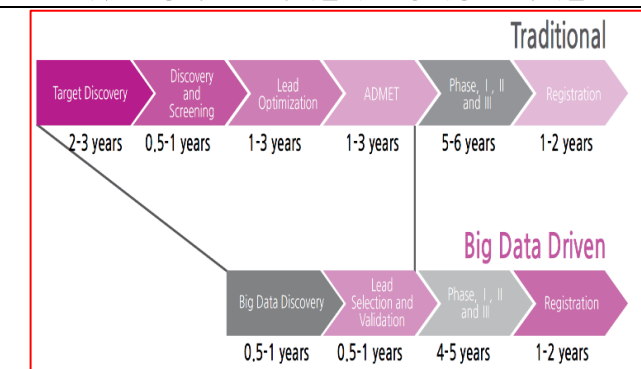 Traditional
Target Discovery
Discovery
and
Screening
Lead
Optimization
ADMET
Phase, I , II
and III
Registration
2-3 years
0.5-1 years
1-3 years
1-3 years
5-6 years
1-2 years
Big Data Driven
Big Data Discovery
Lead
Selection and
Validation
Phase, I , II
and III
Registration
0.5-1 years
0.5-1 years
4-5 years
1-2 years